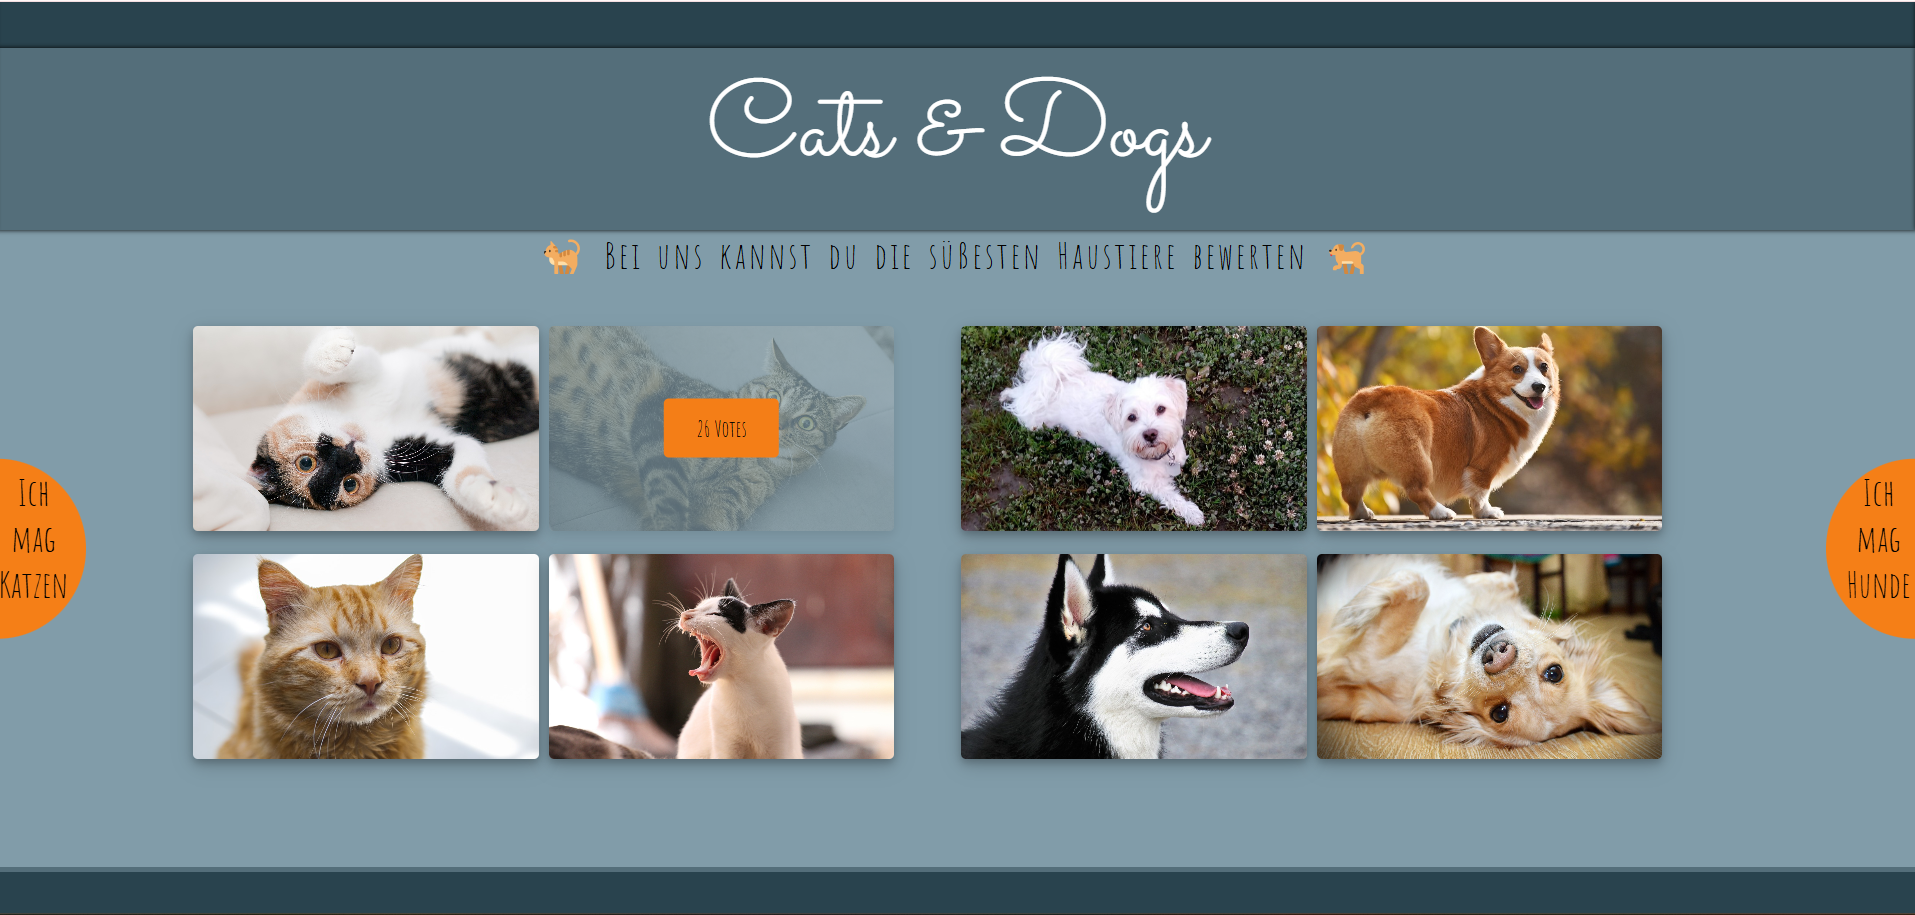 Cats & Dogs
Bei uns kannst du die süßesten Haustiere bewerten
26 Votes
Ich
mag
Katzen
Ich
mag
Hunde